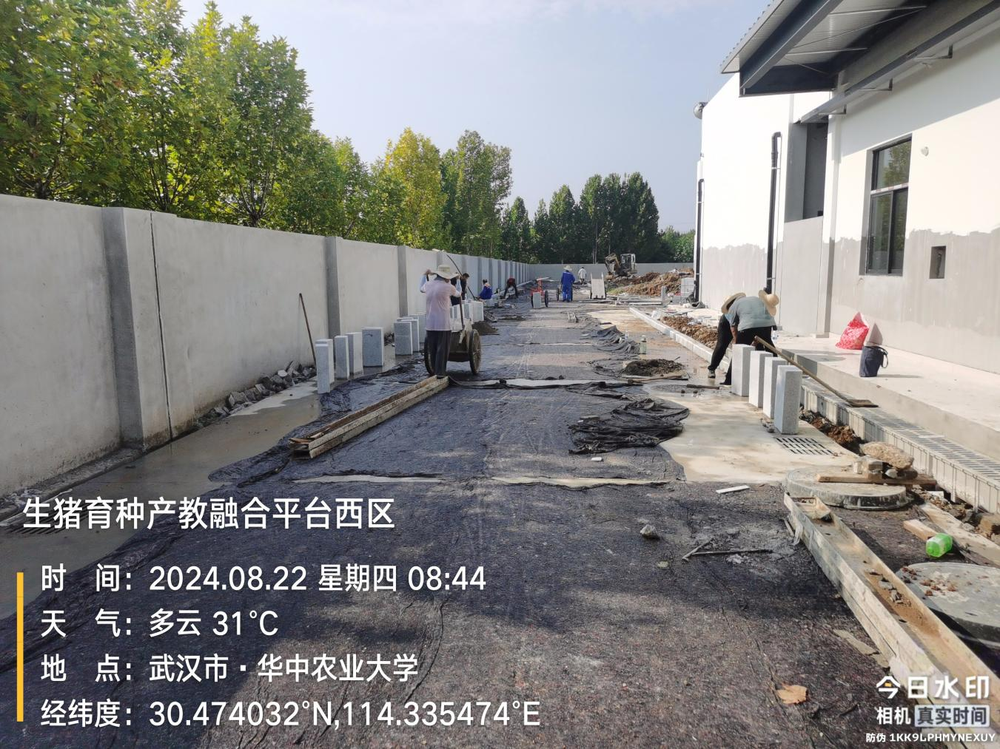 生猪育种产教融合平台西区
时 间：2024.08.22 星期四 08:44
天 气：多云 31℃
地 点：武汉市·华中农业大学
经纬度：30.474032°N,114.335474°E
今日水印
相机 真实时间
防伪 1KK9LPHMYNEXUY